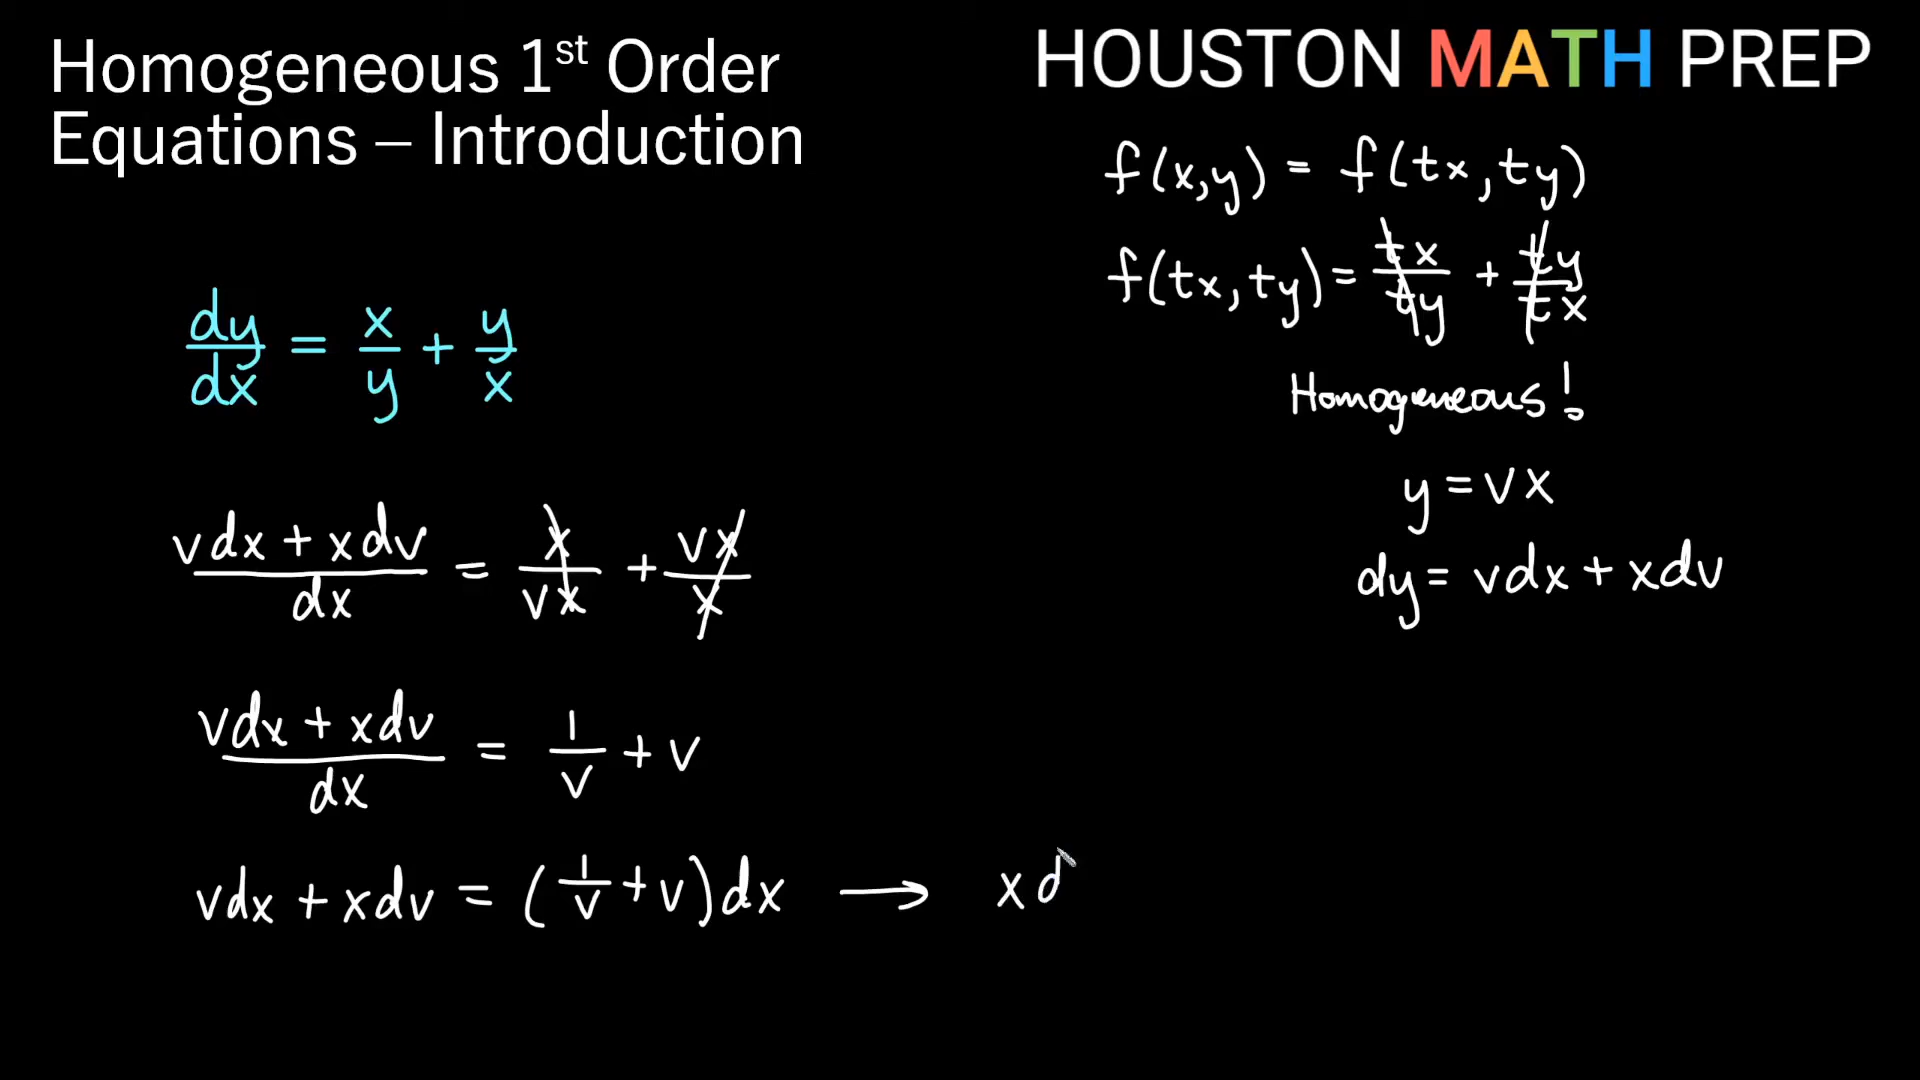 Homogeneous 1st Order
Equations – Introduction
HOUSTON MATH PREP
f(x,y) = f(tx,ty)
f(tx,ty) = tx/ty + ty/tx
Homogeneous!
y = vx
dy = vdx + xdv
dy/dx = x/y + y/x
vdx + xdv/dx = x/vx + vx/x
vdx + xdv/dx = 1/v + v
vdx + xdv = (1/v + v)dx → xd